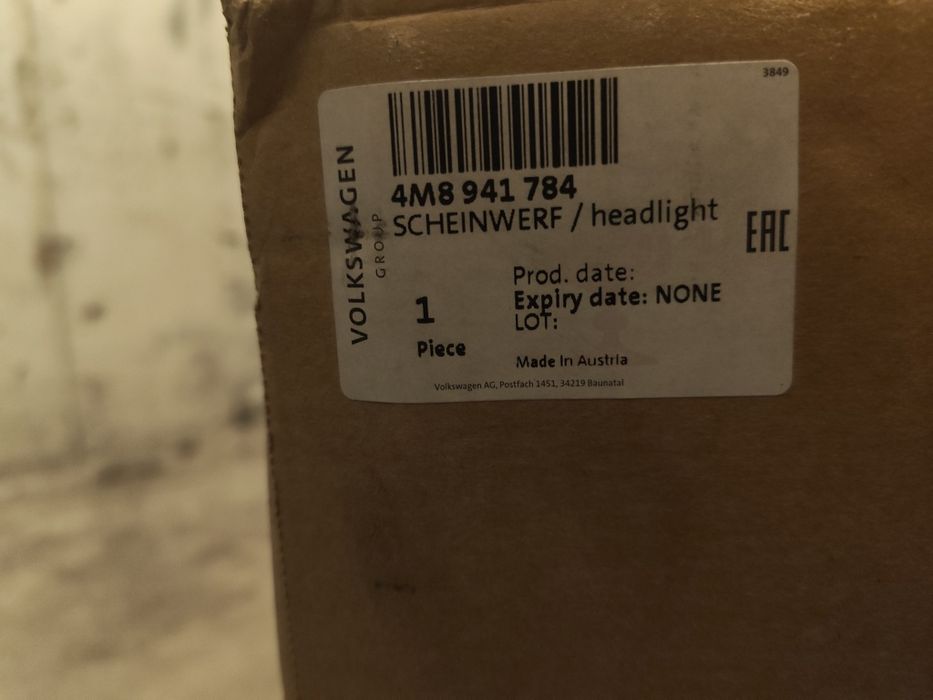 3849
VOLKSWAGEN
GROUP
4M8 941 784
SCHEINWERF / headlight
EAC
Prod. date:
Expiry date: NONE
LOT:
1
Piece
Made In Austria
Volkswagen AG, Postfach 1451, 34219 Baunatal